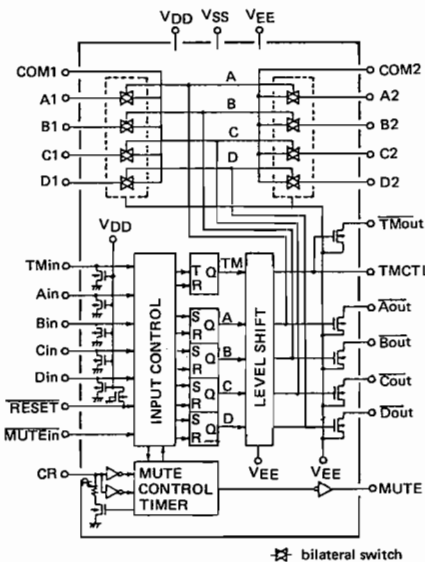 VDD VSS VEE
COM1 COM2
A
A1 A2
B
B1 B2
C
C1 C2
D
D1 D2
VDD
TMout
TMin T Q TM TMCTL
R
Ain
INPUT CONTROL
LEVEL SHIFT
Aout
Bin S Q A
R
Bout
Cin S Q B
R
Cout
Din S Q C
R
Dout
RESET S Q D
R
MUTEin
VEE VEE
CR MUTE CONTROL TIMER MUTE
bilateral switch